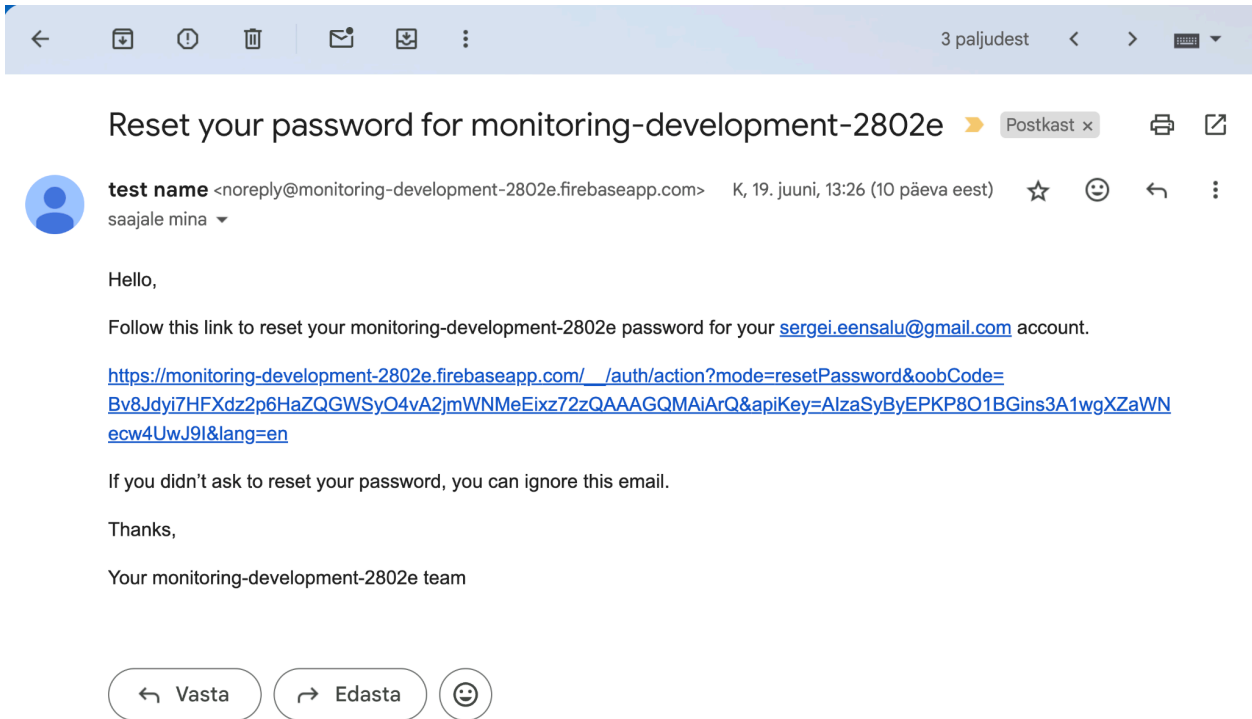 3 paljudest
Reset your password for monitoring-development-2802e
Postkast ×
test name <noreply@monitoring-development-2802e.firebaseapp.com> K, 19. juuni, 13:26 (10 päeva eest)
saajale mina
Hello,
Follow this link to reset your monitoring-development-2802e password for your sergei.eensalu@gmail.com account.
https://monitoring-development-2802e.firebaseapp.com/__/auth/action?mode=resetPassword&oobCode=
Bv8Jdyi7HFXdz2p6HaZQGWSyO4vA2jmWNMeEixz72zQAAAGQMAiArQ&apiKey=AIzaSyByEPKP8O1BGins3A1wgXZaWN
ecw4UwJ9I&lang=en
If you didn’t ask to reset your password, you can ignore this email.
Thanks,
Your monitoring-development-2802e team
Vasta
Edasta